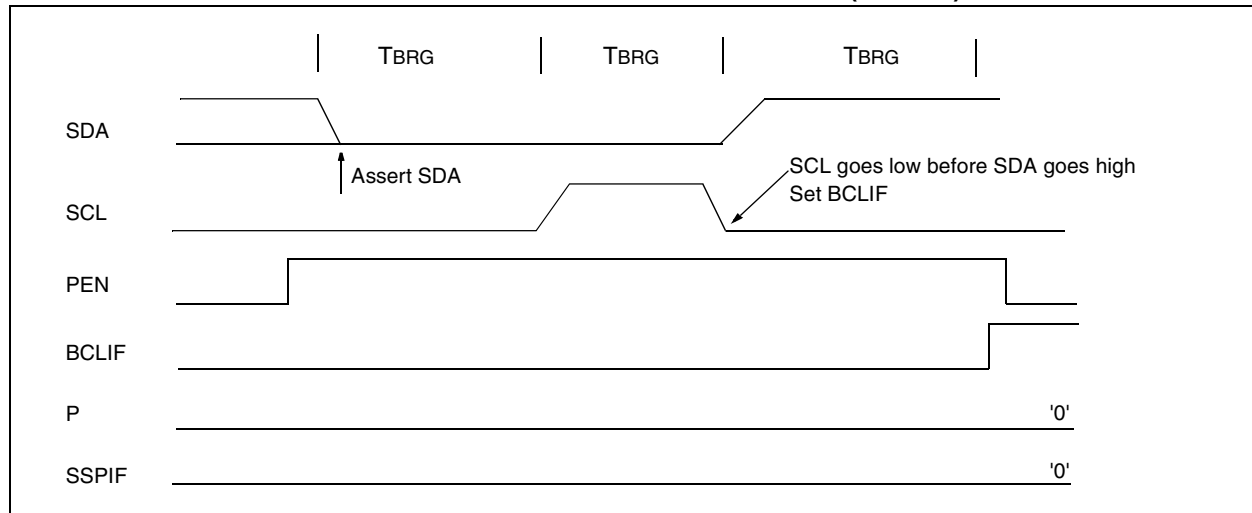 TBRG TBRG TBRG
SDA
Assert SDA
SCL goes low before SDA goes high
Set BCLIF
SCL
PEN
BCLIF
P '0'
SSPIF '0'